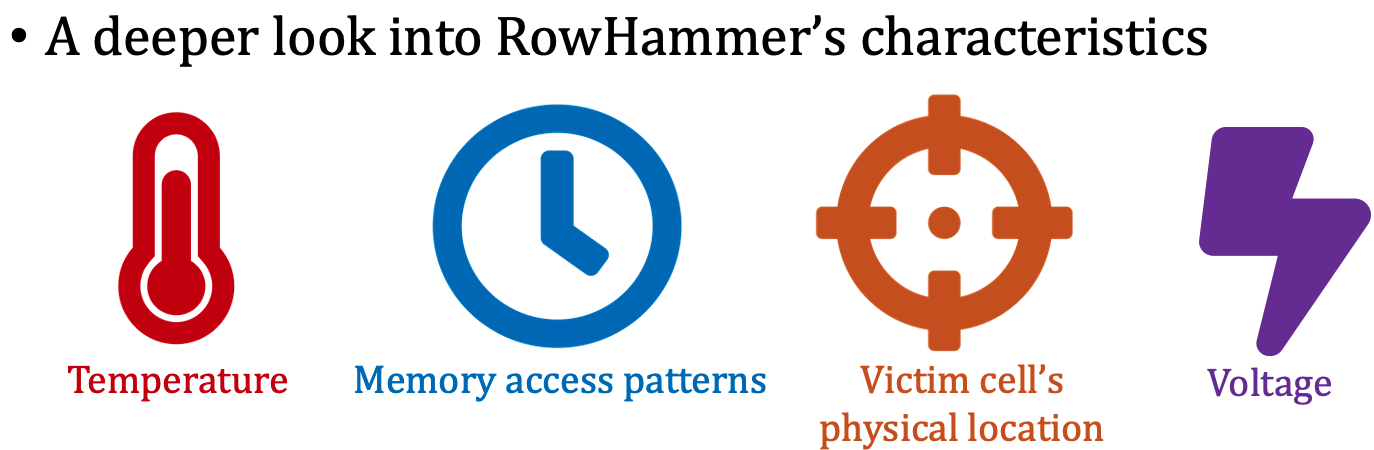 • A deeper look into RowHammer’s characteristics
Temperature
Memory access patterns
Victim cell’s
physical location
Voltage